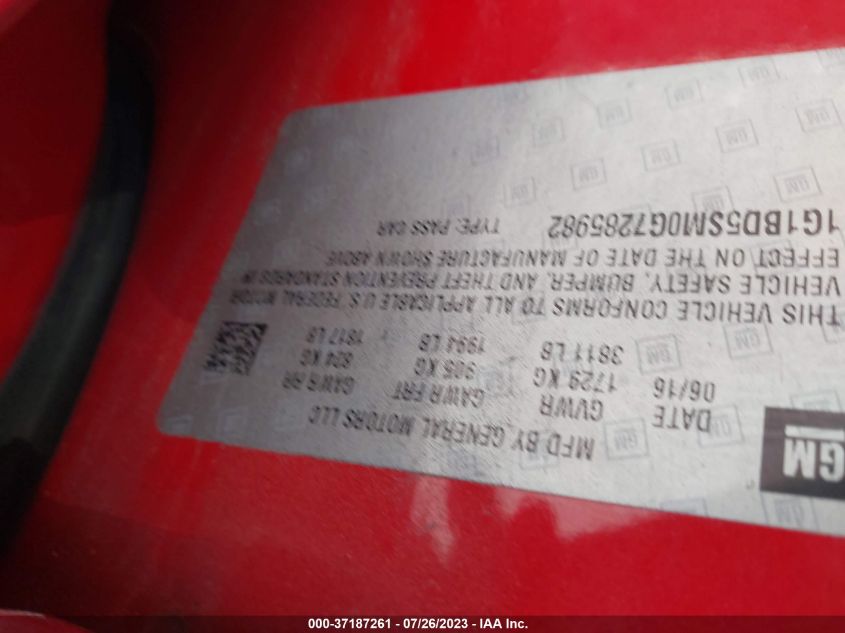 GM
MFD BY GENERAL MOTORS LLC
DATE GVWR GAWR FRT GAWR RR
06/16 1729 KG 905 KG 824 KG
3811 LB 1994 LB 1817 LB
THIS VEHICLE CONFORMS TO ALL APPLICABLE U.S. FEDERAL MOTOR
VEHICLE SAFETY, BUMPER, AND THEFT PREVENTION STANDARDS IN
EFFECT ON THE DATE OF MANUFACTURE SHOWN ABOVE
1G1BD5SM0G7285982 TYPE: PASS CAR
000-37187261 - 07/26/2023 - IAA Inc.